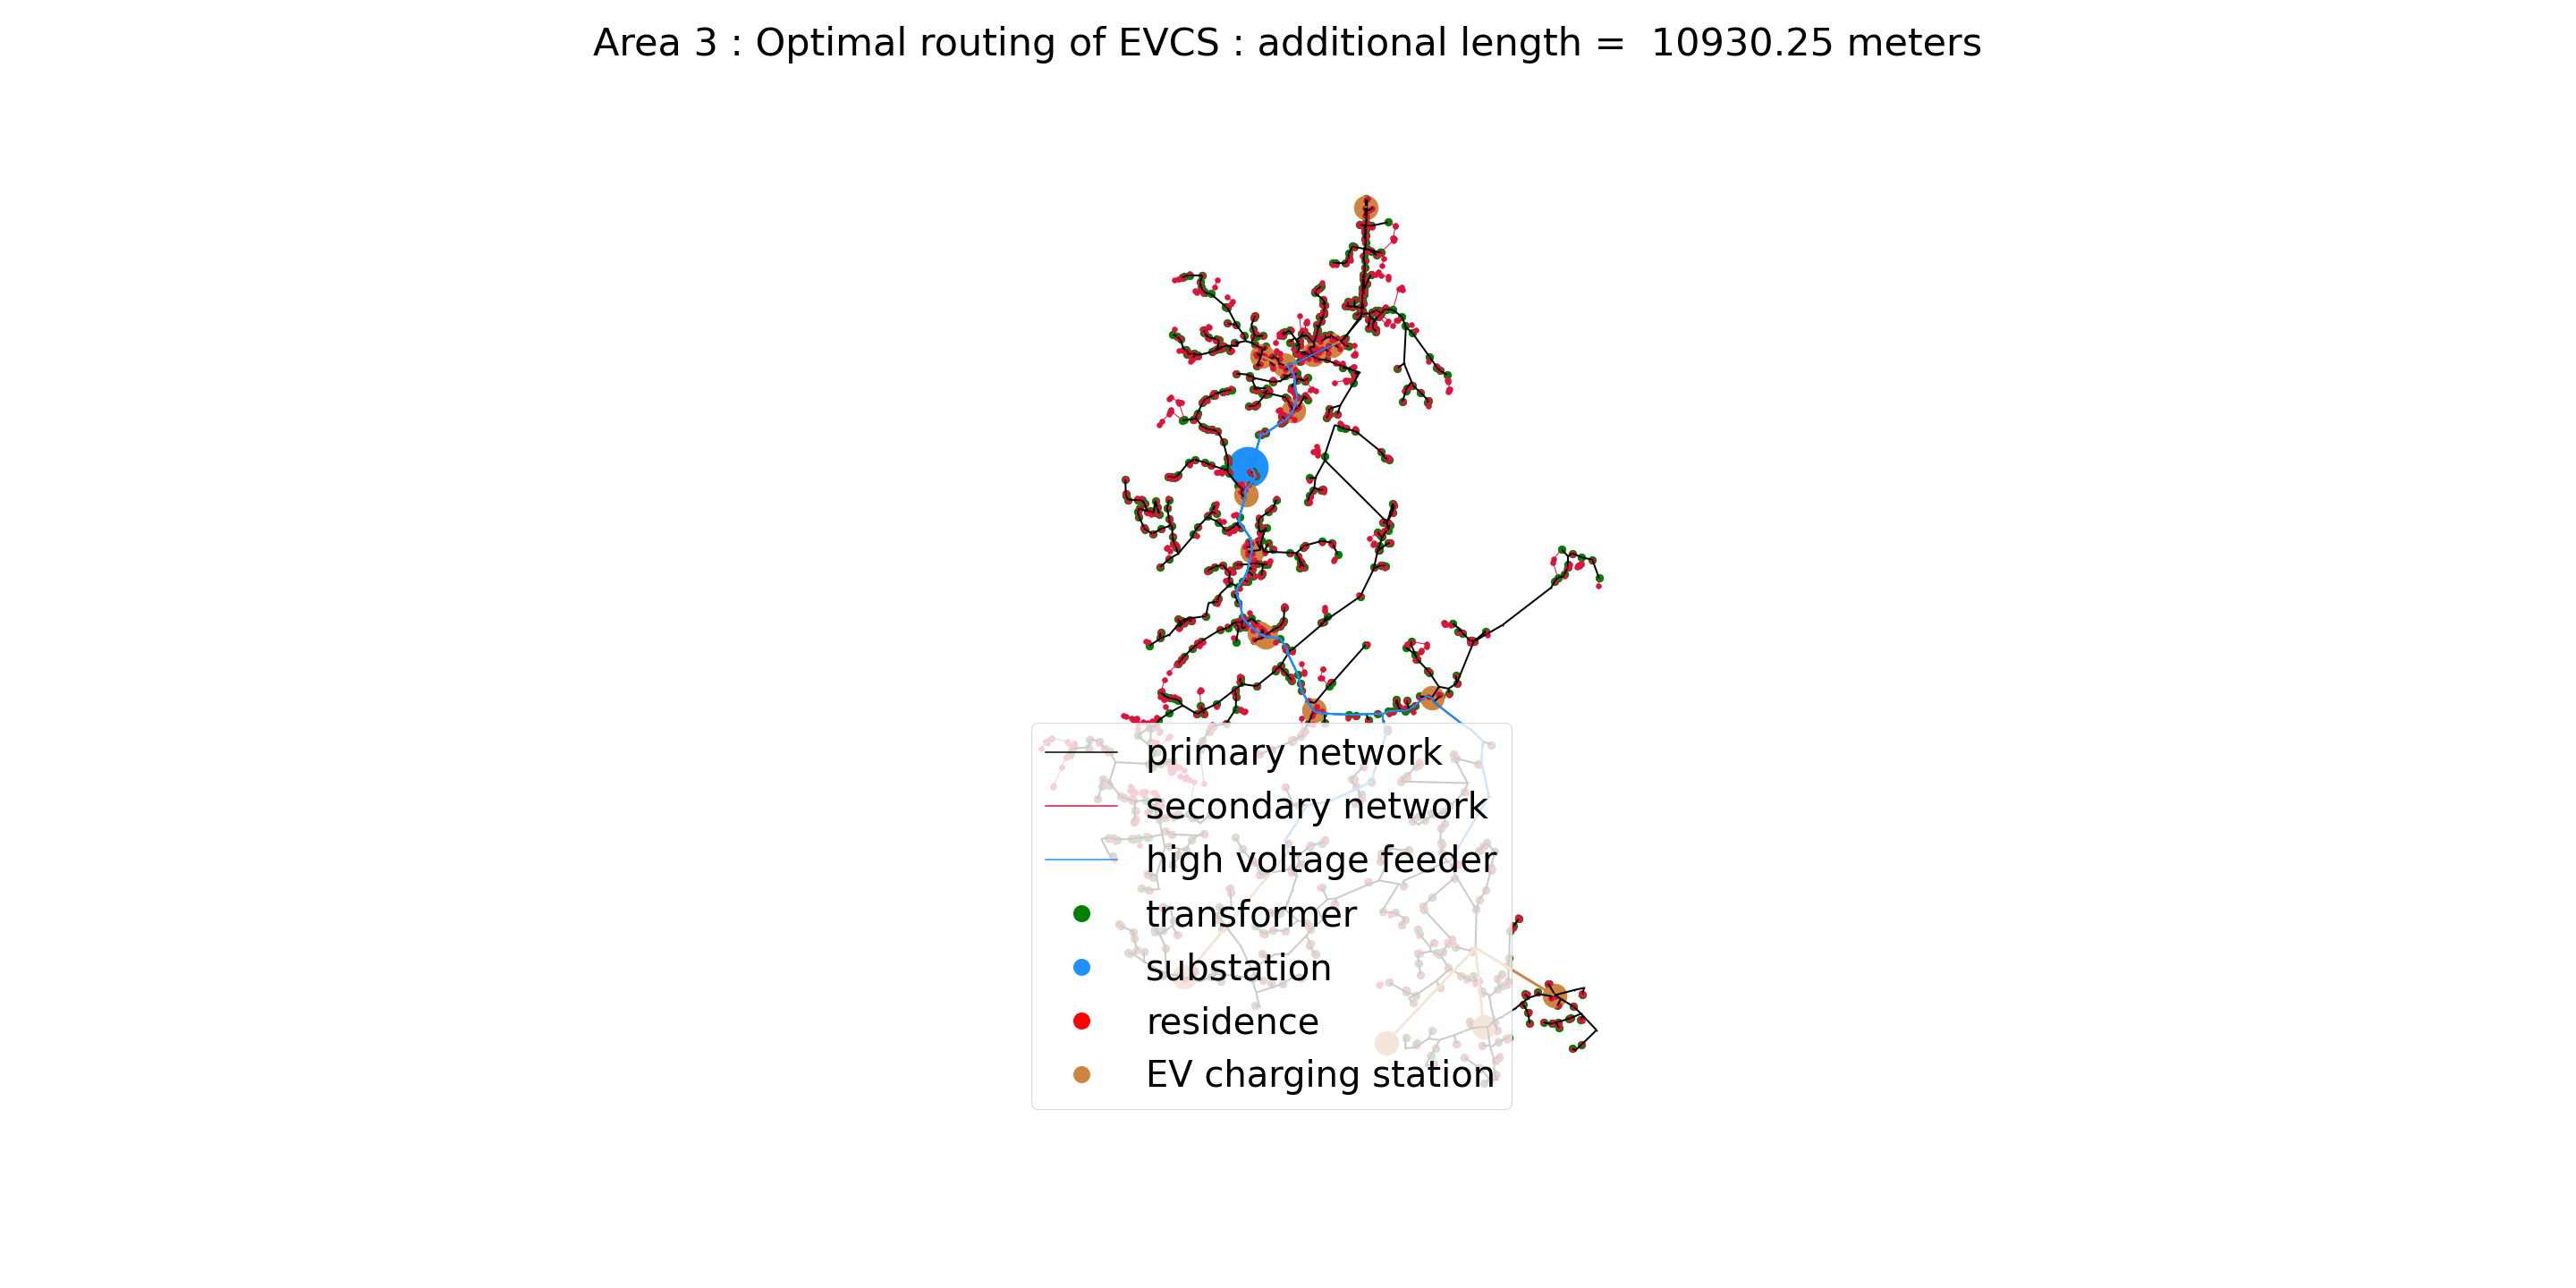 Area 3 : Optimal routing of EVCS : additional length =  10930.25 meters
primary network
secondary network
high voltage feeder
transformer
substation
residence
EV charging station